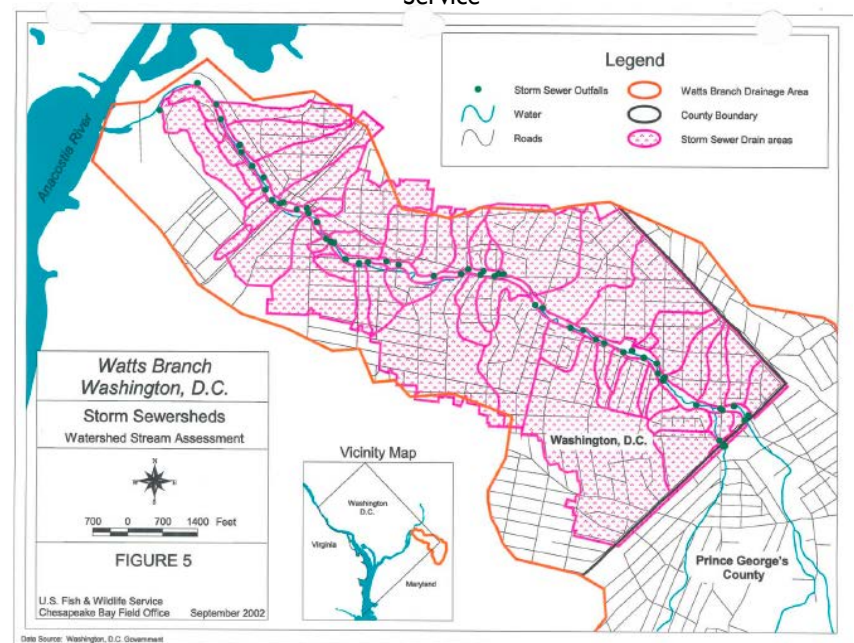 Service
Legend
Storm Sewer Outfalls
Water
Roads
Watts Branch Drainage Area
County Boundary
Storm Sewer Drain areas
Anacostia River
Washington, D.C.
Prince George's
County
Watts Branch
Washington, D.C.
Storm Sewersheds
Watershed Stream Assessment
N
W
E
S
700 0 700 1400 Feet
FIGURE 5
U.S. Fish & Wildlife Service
Chesapeake Bay Field Office September 2002
Vicinity Map
Washington
D.C.
Virginia
Maryland
Data Source: Washington, D.C. Government